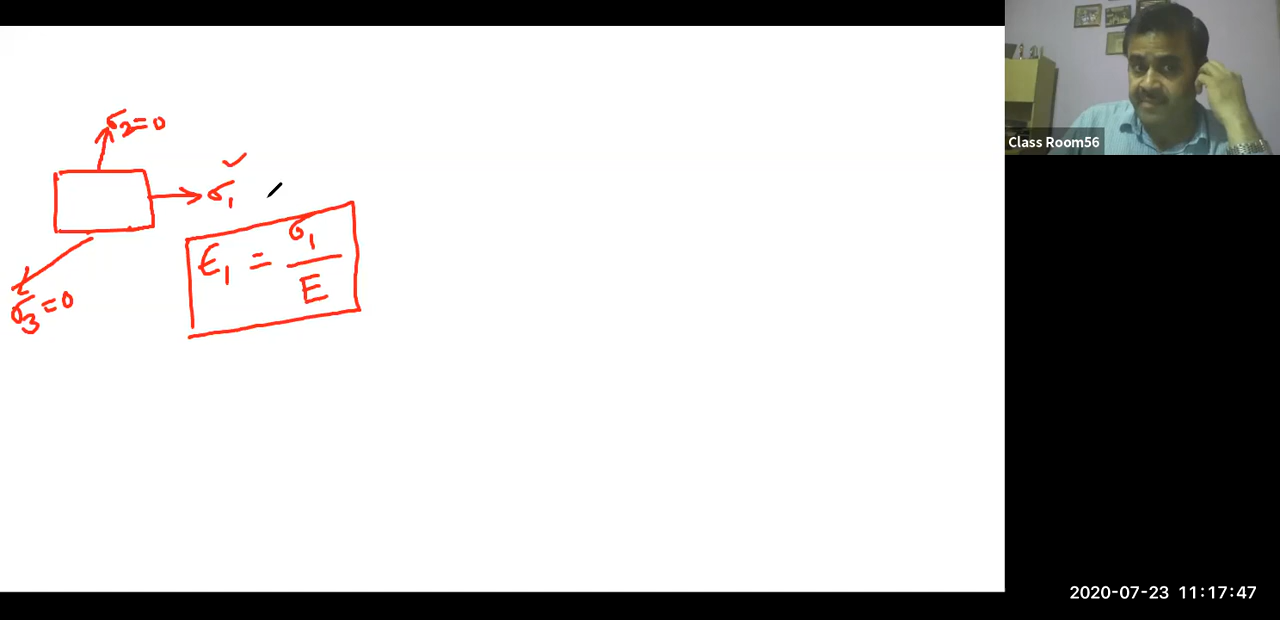 σ₂=0
σ₁
ϵ₁ = σ₁/E
σ₃=0
Class Room56
2020-07-23 11:17:47